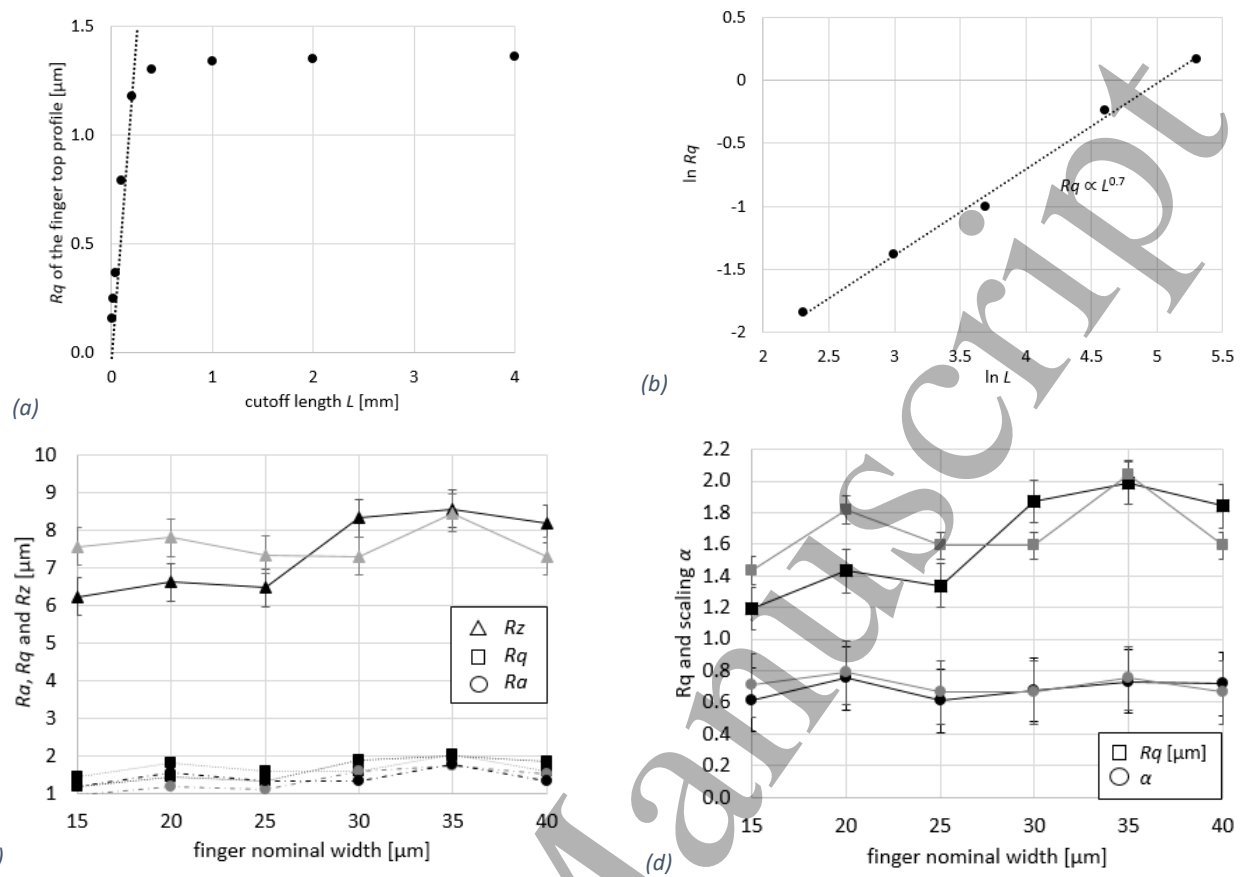 1.5
1.0
0.5
0.0
Rq of the finger top profile [µm]
0 1 2 3 4
cutoff length L [mm]
(a)
0.5
0
-0.5
-1
-1.5
-2
ln Rq
Rq ∝ L^0.7
2 2.5 3 3.5 4 4.5 5 5.5
ln L
(b)
10
9
8
7
6
5
4
3
2
1
Ra, Rq and Rz [µm]
Rz
Rq
Ra
15 20 25 30 35 40
finger nominal width [µm]
)
2.2
2.0
1.8
1.6
1.4
1.2
1.0
0.8
0.6
0.4
0.2
0.0
Rq and scaling α
Rq [µm]
α
15 20 25 30 35 40
finger nominal width [µm]
(d)
Manuscript